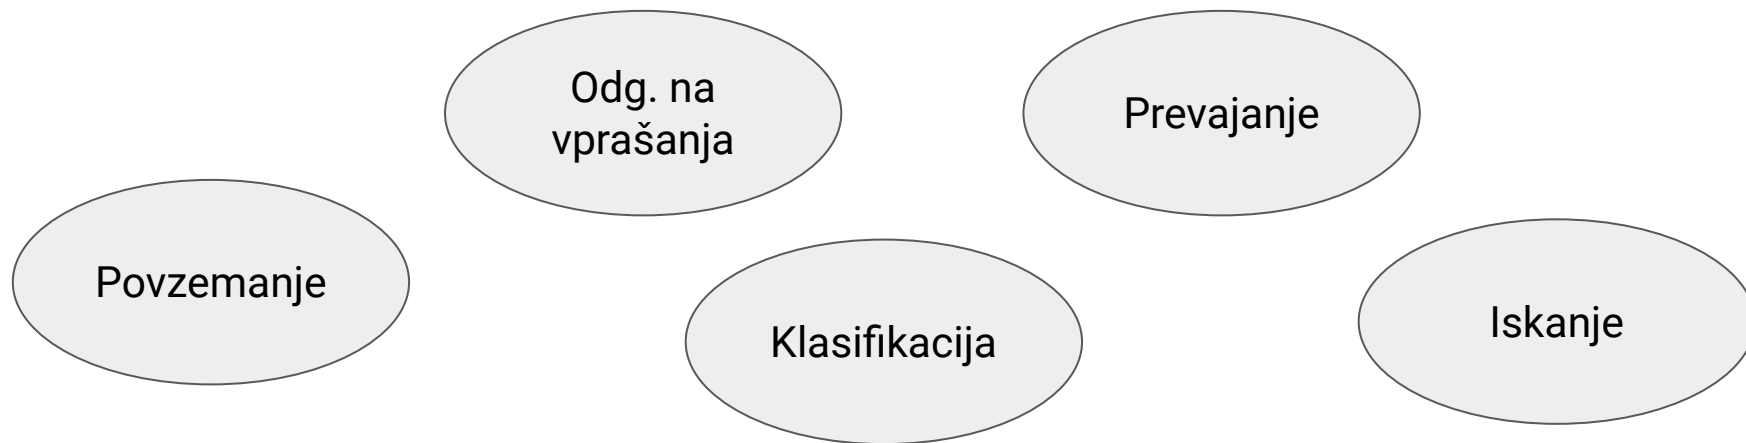 Odg. na
vprašanja
Prevajanje
Povzemanje
Klasifikacija
Iskanje